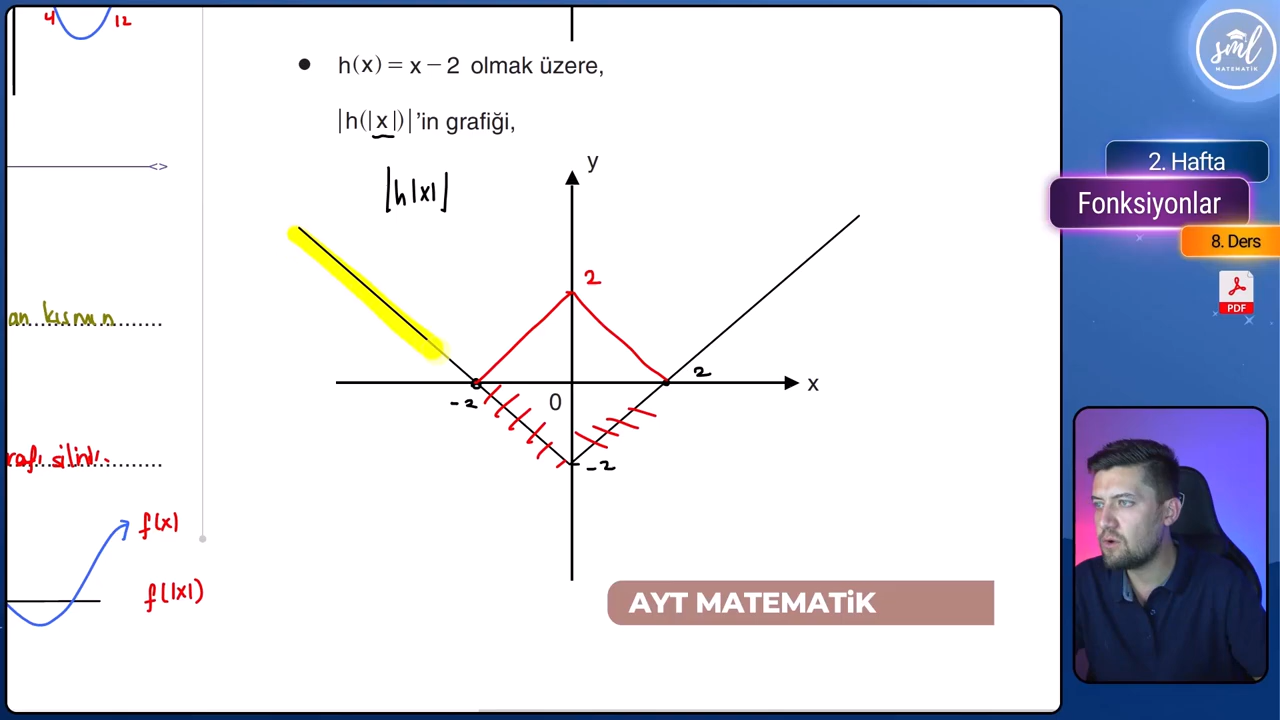 4 12
● h(x) = x − 2 olmak üzere,
|h(|x|)|'in grafiği,
|h|x||
y
2
2
x
-2
0
-2
an kısmın
rafı silindi.
f(x)
f(|x|)
AYT MATEMATİK
sml
MATEMATİK
2. Hafta
Fonksiyonlar
8. Ders
PDF